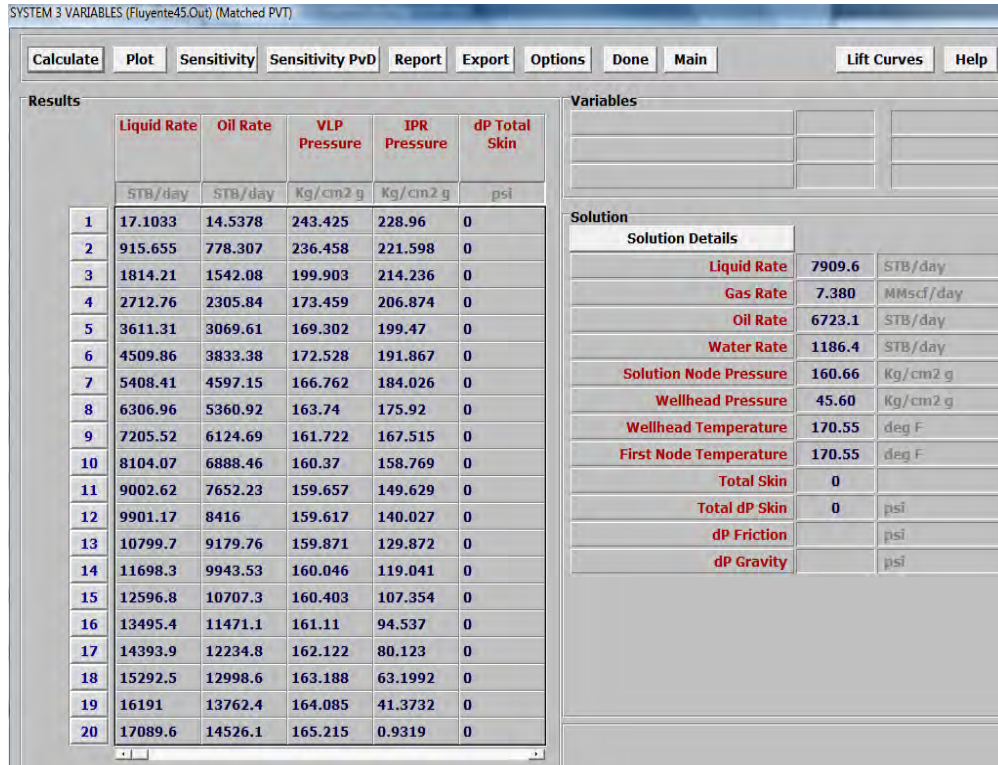 SYSTEM 3 VARIABLES (Fluyente45.Out) (Matched PVT)
Calculate Plot Sensitivity Sensitivity PvD Report Export Options Done Main Lift Curves Help
Results
Liquid Rate Oil Rate VLP Pressure IPR Pressure dP Total Skin
STB/day STB/day Kg/cm2 g Kg/cm2 g psi
1 17.1033 14.5378 243.425 228.96 0
2 915.655 778.307 236.458 221.598 0
3 1814.21 1542.08 199.903 214.236 0
4 2712.76 2305.84 173.459 206.874 0
5 3611.31 3069.61 169.302 199.47 0
6 4509.86 3833.38 172.528 191.867 0
7 5408.41 4597.15 166.762 184.026 0
8 6306.96 5360.92 163.74 175.92 0
9 7205.52 6124.69 161.722 167.515 0
10 8104.07 6888.46 160.37 158.769 0
11 9002.62 7652.23 159.657 149.629 0
12 9901.17 8416 159.617 140.027 0
13 10799.7 9179.76 159.871 129.872 0
14 11698.3 9943.53 160.046 119.041 0
15 12596.8 10707.3 160.403 107.354 0
16 13495.4 11471.1 161.11 94.537 0
17 14393.9 12234.8 162.122 80.123 0
18 15292.5 12998.6 163.188 63.1992 0
19 16191 13762.4 164.085 41.3732 0
20 17089.6 14526.1 165.215 0.9319 0
Variables
Solution
Solution Details
Liquid Rate 7909.6 STB/day
Gas Rate 7.380 MMscf/day
Oil Rate 6723.1 STB/day
Water Rate 1186.4 STB/day
Solution Node Pressure 160.66 Kg/cm2 g
Wellhead Pressure 45.60 Kg/cm2 g
Wellhead Temperature 170.55 deg F
First Node Temperature 170.55 deg F
Total Skin 0
Total dP Skin 0 psi
dP Friction psi
dP Gravity psi